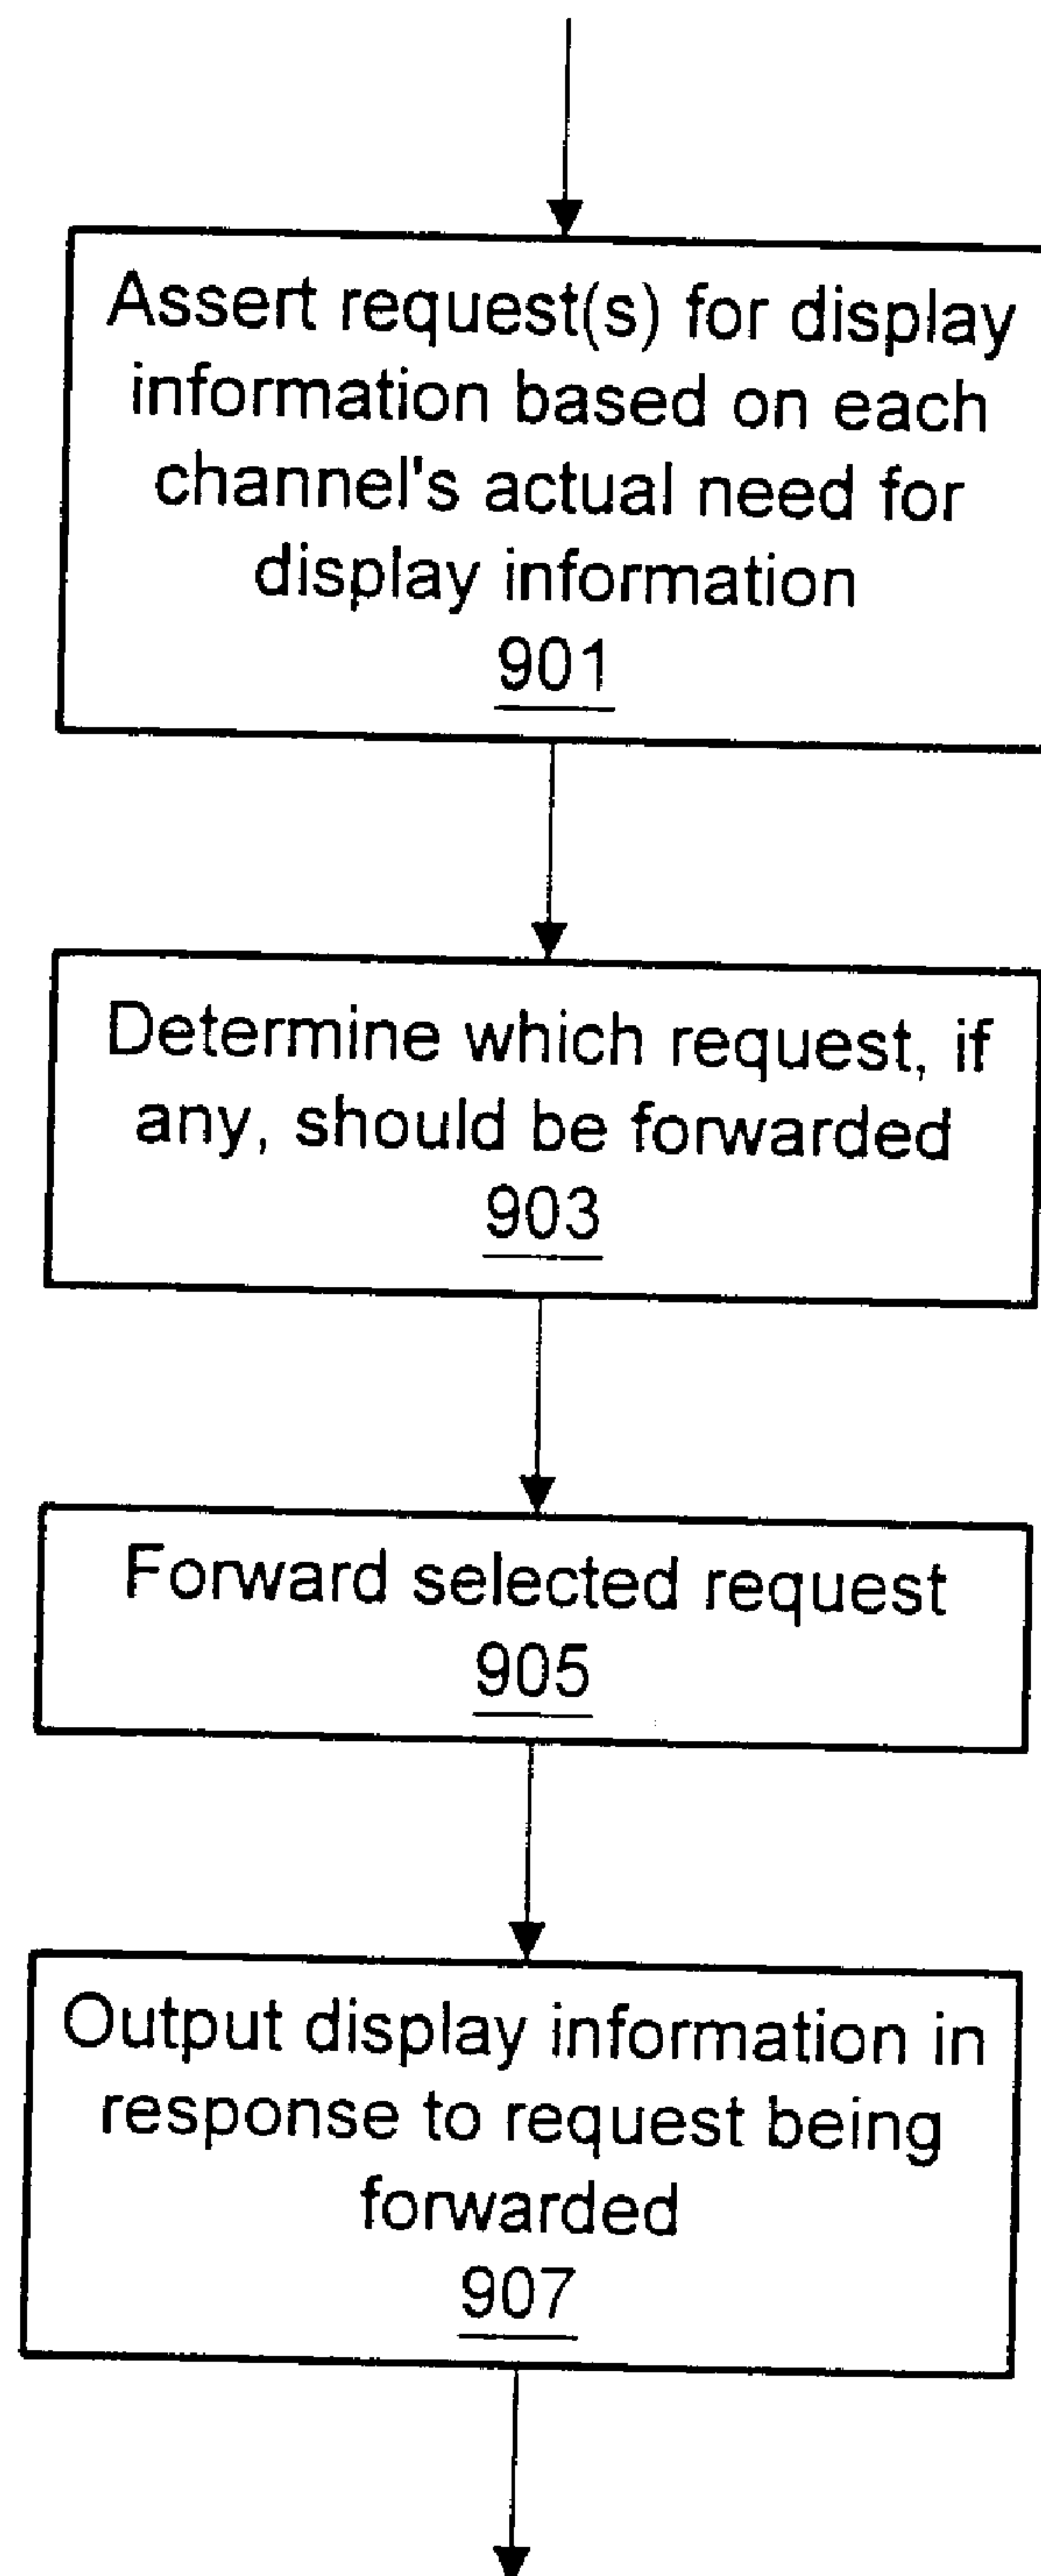 Assert request(s) for display
information based on each
channel's actual need for
display information
901
Determine which request, if
any, should be forwarded
903
Forward selected request
905
Output display information in
response to request being
forwarded
907